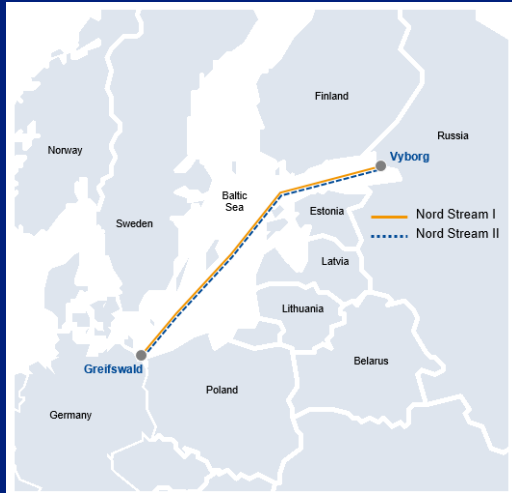 Finland
Russia
Norway
Vyborg
Baltic
Sea
Estonia
Nord Stream I
Sweden
Nord Stream II
Latvia
Lithuania
Belarus
Greifswald
Poland
Germany